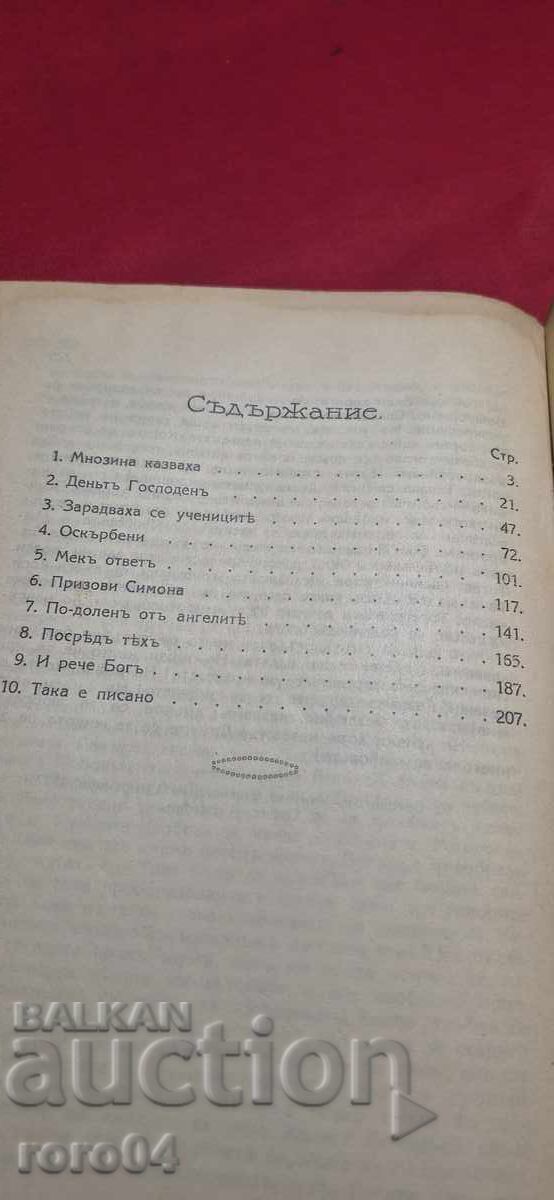 Съдържание.
Стр.
1. Мнозина казваха . . . . . . . . . . . . 3.
2. Деньтъ Господенъ . . . . . . . . . . . 21.
3. Зарадваха се ученицитѣ . . . . . . . . 47.
4. Оскърбени . . . . . . . . . . . . . 72.
5. Мекъ ответъ . . . . . . . . . . . . 101.
6. Призови Симона . . . . . . . . . . . 117.
7. По-доленъ отъ ангелитѣ . . . . . . . . 141.
8. Посрѣдъ тѣхъ . . . . . . . . . . . . 165.
9. И рече Богъ . . . . . . . . . . . . . 187.
10. Така е писано . . . . . . . . . . . . 207.
BALKAN
auction
roro04